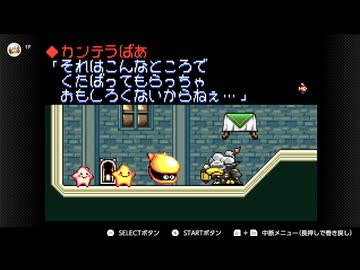 1P
◆カンテラばあ
「それはこんなところで
くたばってもらっちゃ
おもしろくないからねぇ…」
SELECTボタン
STARTボタン
+ 中断メニュー(長押しで巻き戻し)